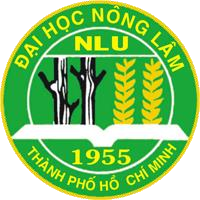 ĐẠI HỌC NÔNG LÂM
NLU
1955
THÀNH PHỐ HỒ CHÍ MINH